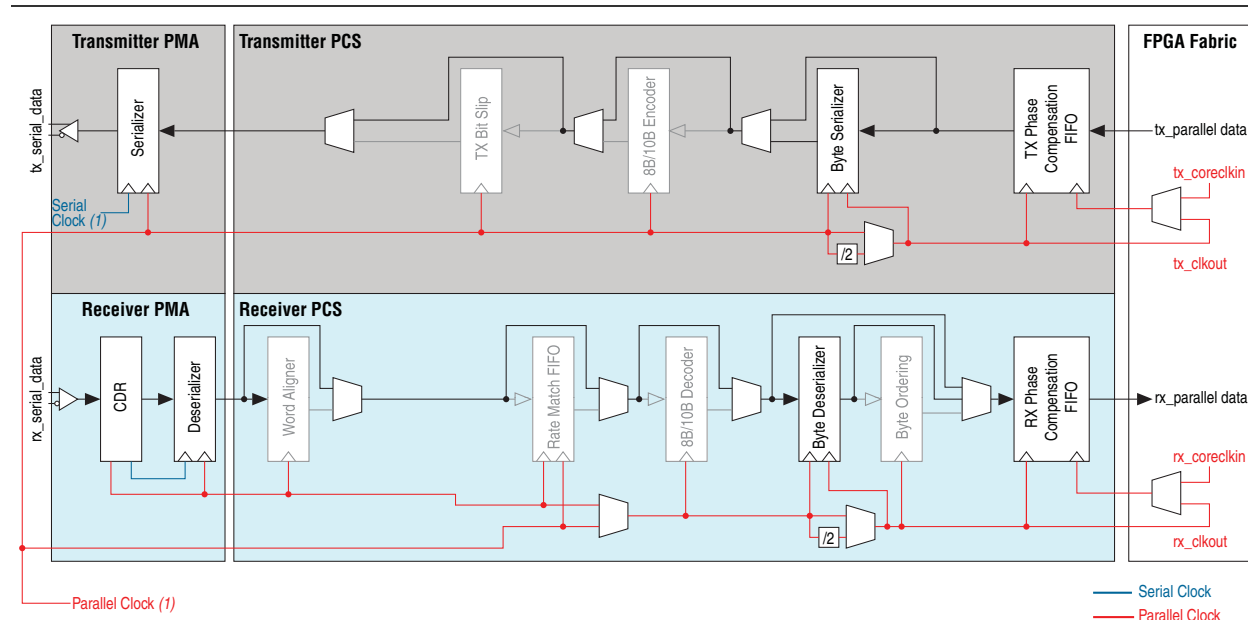 Transmitter PMA
Transmitter PCS
FPGA Fabric
tx_serial_data
Serializer
TX Bit Slip
8B/10B Encoder
Byte Serializer
TX Phase
Compensation
FIFO
tx_parallel data
tx_coreclkin
Serial
Clock (1)
/2
tx_clkout
Receiver PMA
Receiver PCS
rx_serial_data
CDR
Deserializer
Word Aligner
Rate Match FIFO
8B/10B Decoder
Byte Deserializer
Byte Ordering
RX Phase
Compensation
FIFO
rx_parallel data
rx_coreclkin
/2
rx_clkout
Parallel Clock (1)
Serial Clock
Parallel Clock